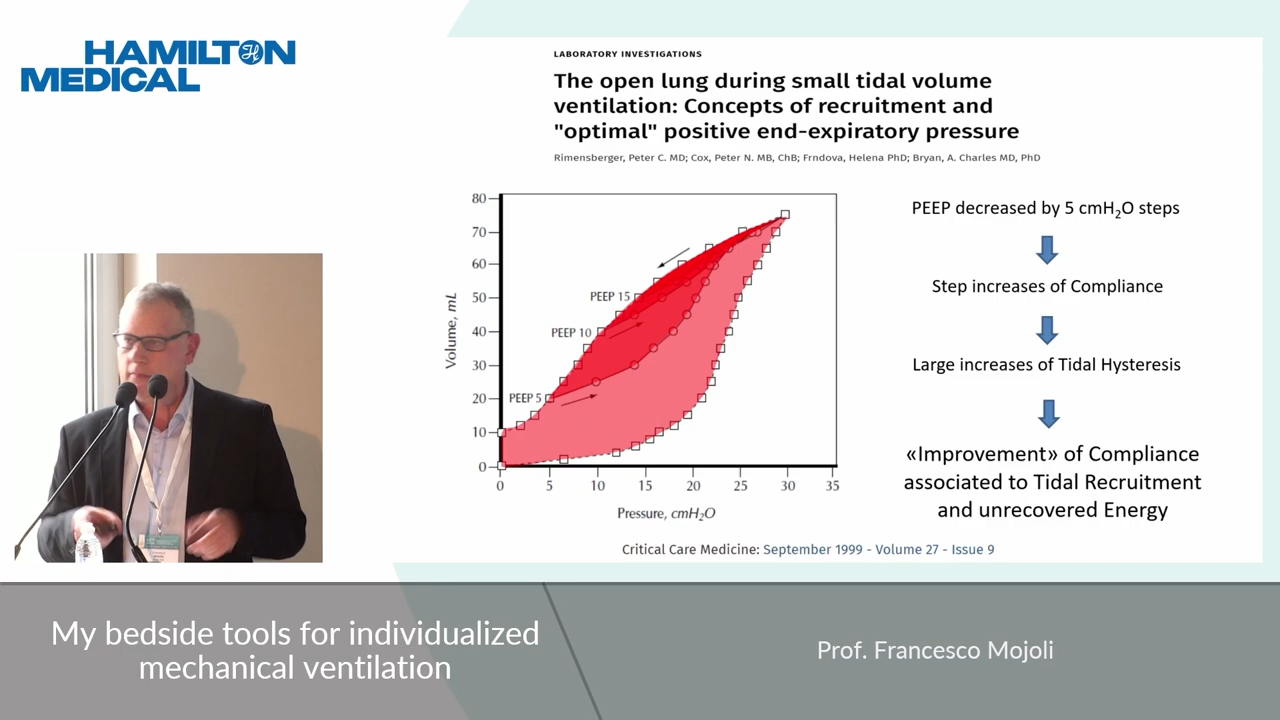 HAMILTON
MEDICAL
LABORATORY INVESTIGATIONS
The open lung during small tidal volume
ventilation: Concepts of recruitment and
"optimal" positive end-expiratory pressure
Rimensberger, Peter C. MD; Cox, Peter N. MB, ChB; Frndova, Helena PhD; Bryan, A. Charles MD, PhD
80
70
60
50
40
30
20
10
0
Volume, mL
PEEP 15
PEEP 10
PEEP 5
0 5 10 15 20 25 30 35
Pressure, cmH₂O
PEEP decreased by 5 cmH₂O steps
Step increases of Compliance
Large increases of Tidal Hysteresis
«Improvement» of Compliance
associated to Tidal Recruitment
and unrecovered Energy
Critical Care Medicine: September 1999 - Volume 27 - Issue 9
My bedside tools for individualized
mechanical ventilation
Prof. Francesco Mojoli